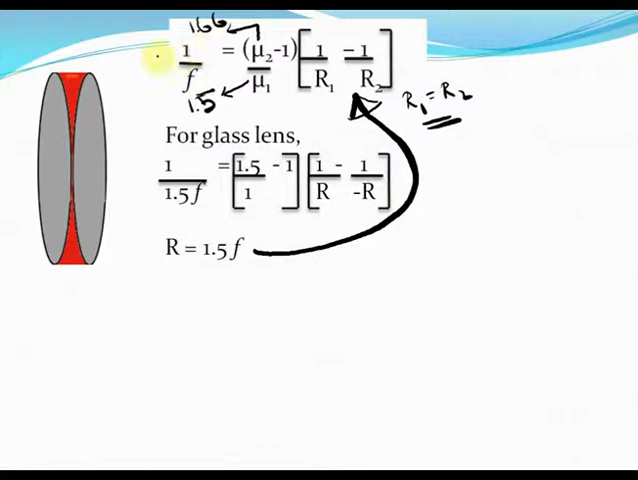 1.66
1/f = (μ₂/μ₁ -1) [1/R₁ -1/R₂]
1.5
R₁ = R₂
For glass lens,
1/1.5f = [1.5/1 - 1] [1/R - 1/-R]
R = 1.5 f